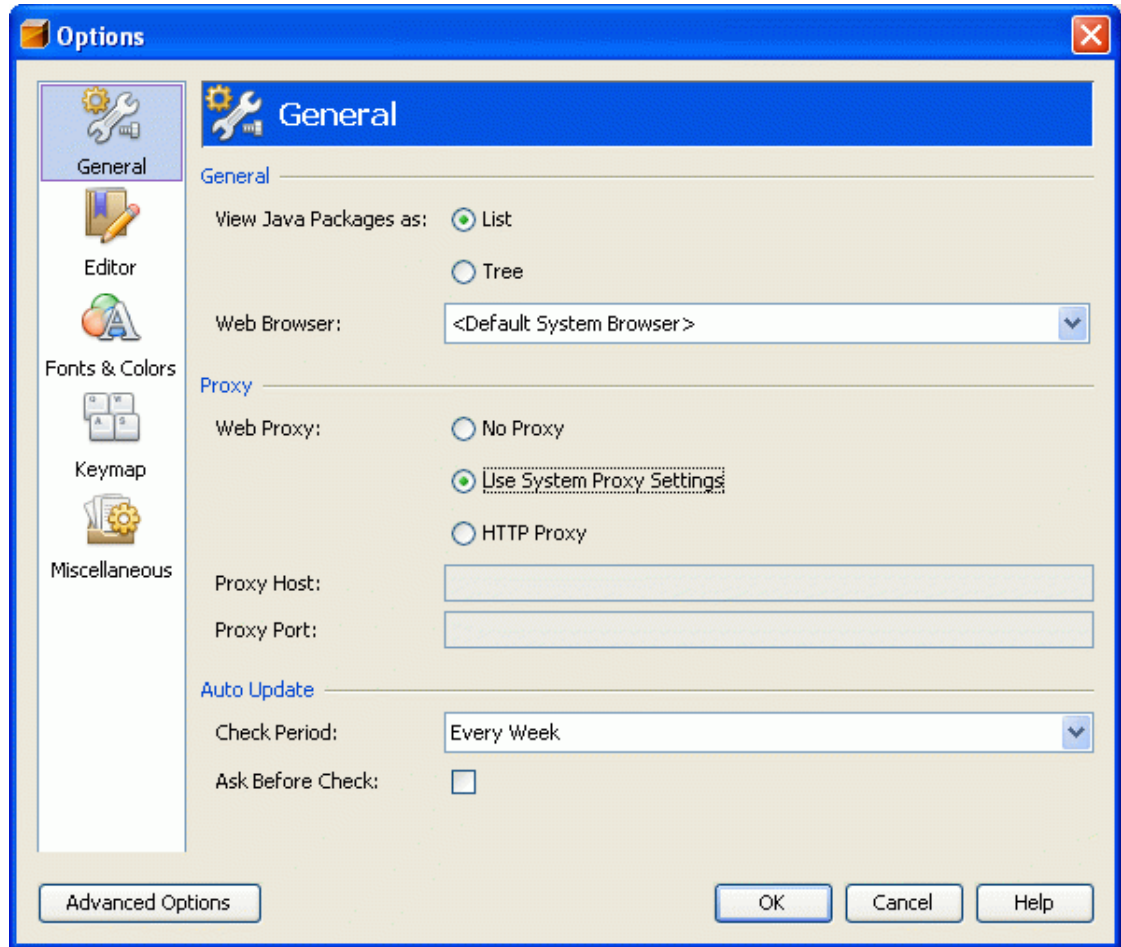 Options
General
Editor
Fonts & Colors
Keymap
Miscellaneous
General
General
View Java Packages as: List
Tree
Web Browser: <Default System Browser>
Proxy
Web Proxy: No Proxy
Use System Proxy Settings
HTTP Proxy
Proxy Host:
Proxy Port:
Auto Update
Check Period: Every Week
Ask Before Check:
Advanced Options OK Cancel Help